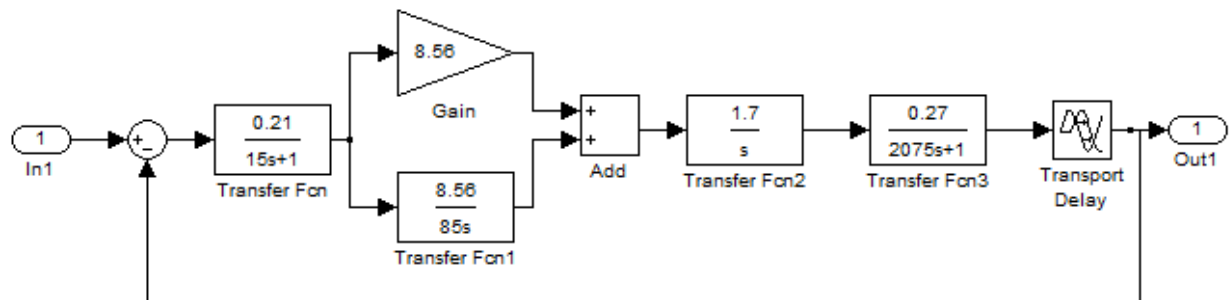 1
In1
+
−
0.21
15s+1
Transfer Fcn
8.56
Gain
8.56
85s
Transfer Fcn1
+
+
Add
1.7
s
Transfer Fcn2
0.27
2075s+1
Transfer Fcn3
Transport
Delay
1
Out1